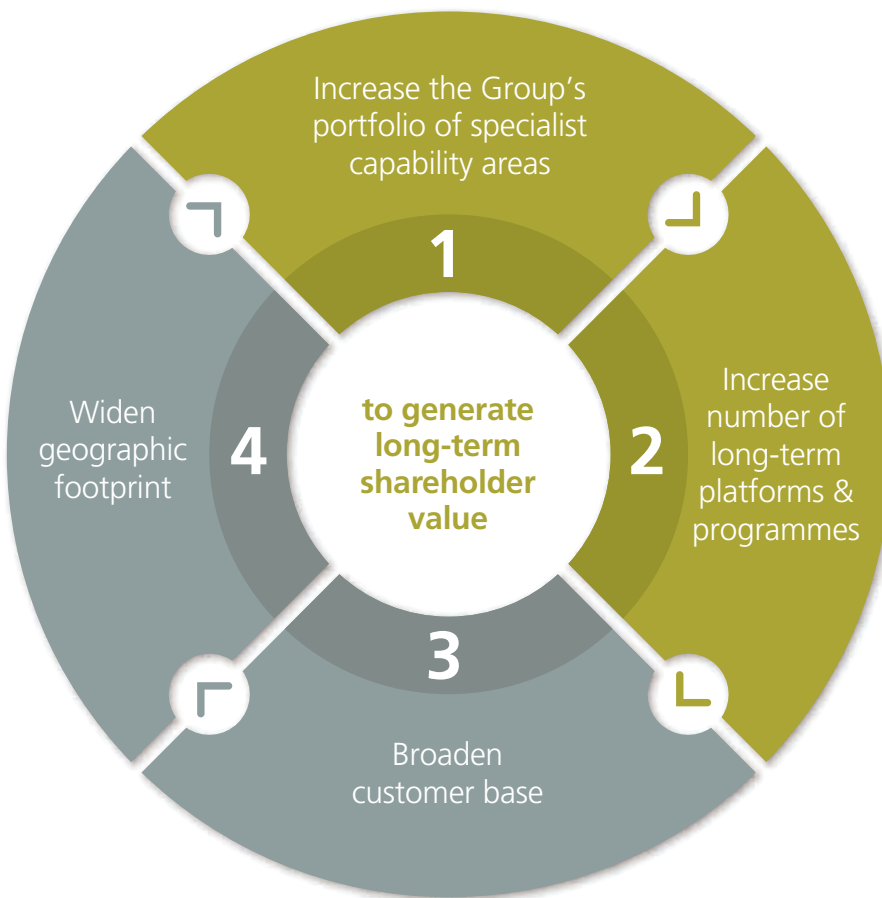 Increase the Group’s
portfolio of specialist
capability areas
1
Increase
number of
long-term
platforms &
programmes
2
3
Broaden
customer base
Widen
geographic
footprint
4
to generate
long-term
shareholder
value